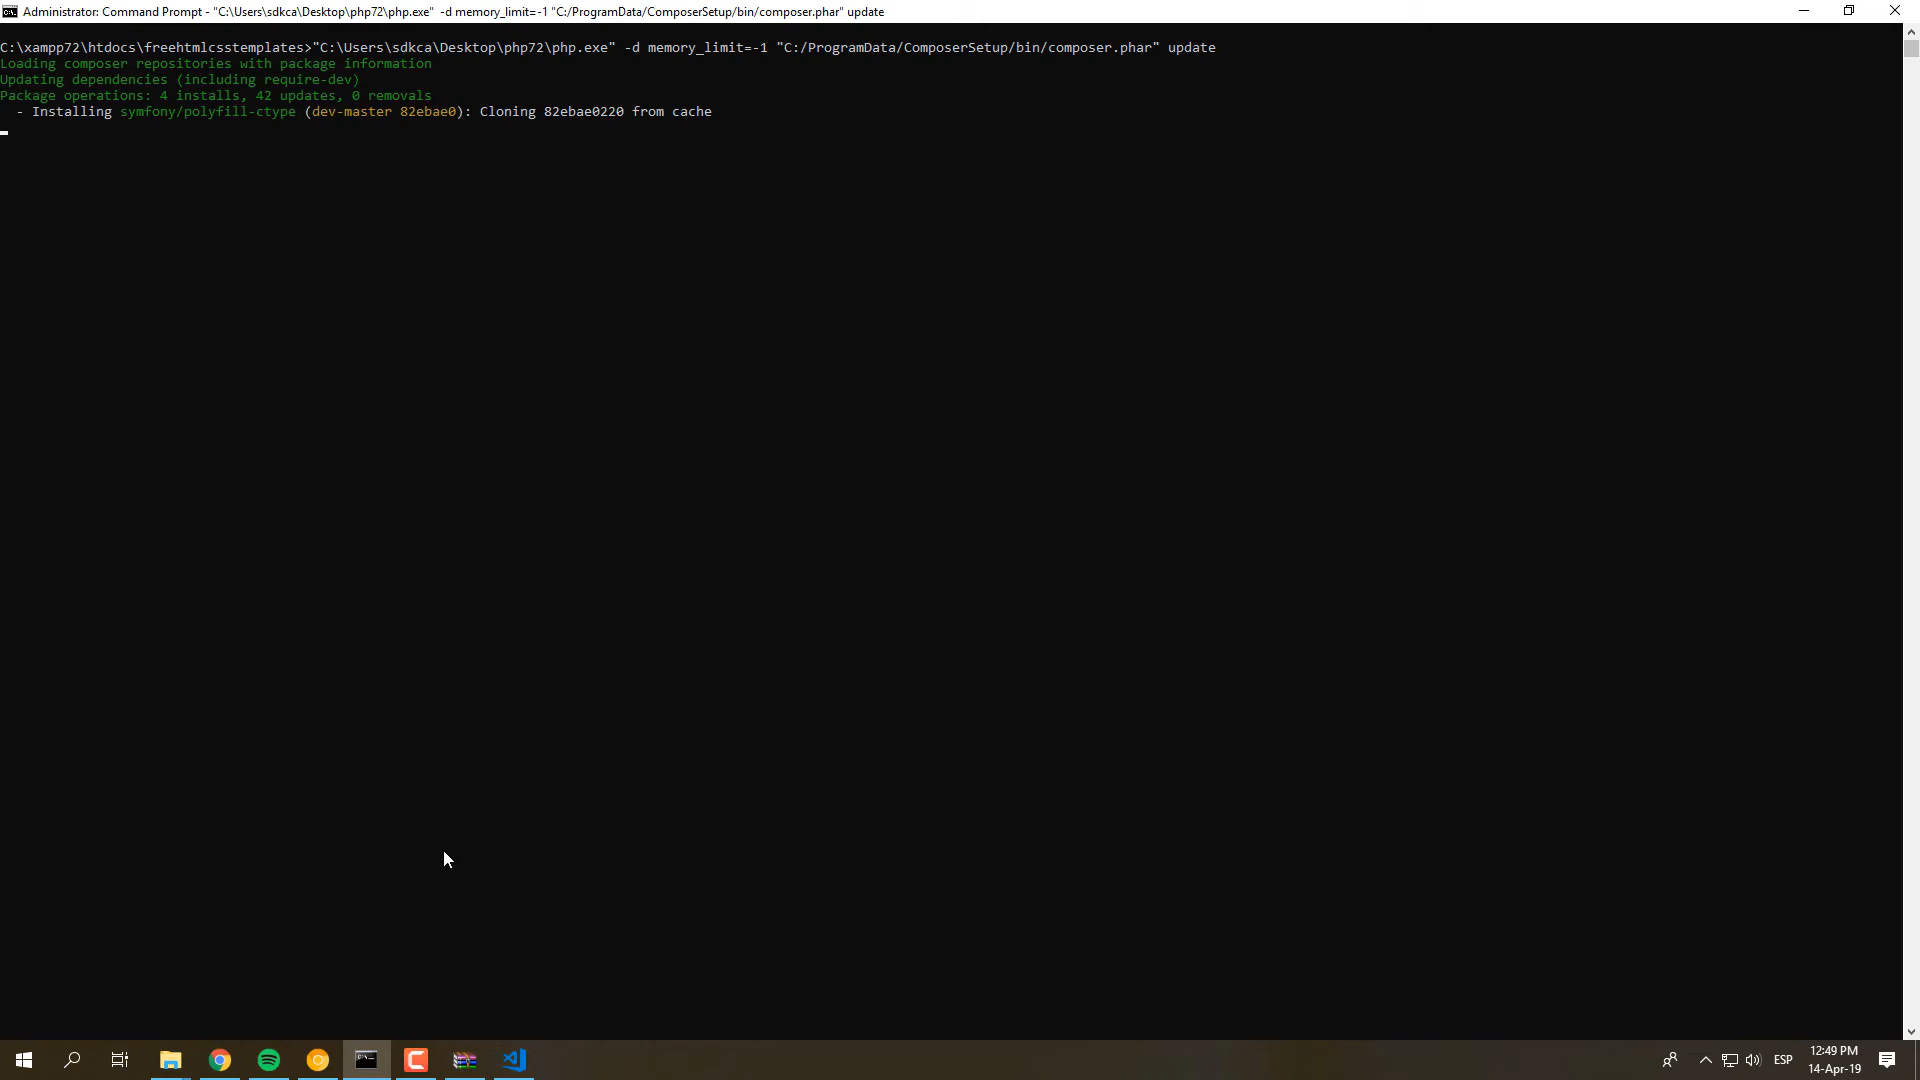 Administrator: Command Prompt - "C:\Users\sdkca\Desktop\php72\php.exe"  -d memory_limit=-1 "C:/ProgramData/ComposerSetup/bin/composer.phar" update
C:\xampp72\htdocs\freehtmlcsstemplates>"C:\Users\sdkca\Desktop\php72\php.exe" -d memory_limit=-1 "C:/ProgramData/ComposerSetup/bin/composer.phar" update
Loading composer repositories with package information
Updating dependencies (including require-dev)
Package operations: 4 installs, 42 updates, 0 removals
  - Installing symfony/polyfill-ctype (dev-master 82ebae0): Cloning 82ebae0220 from cache
ESP
12:49 PM
14-Apr-19